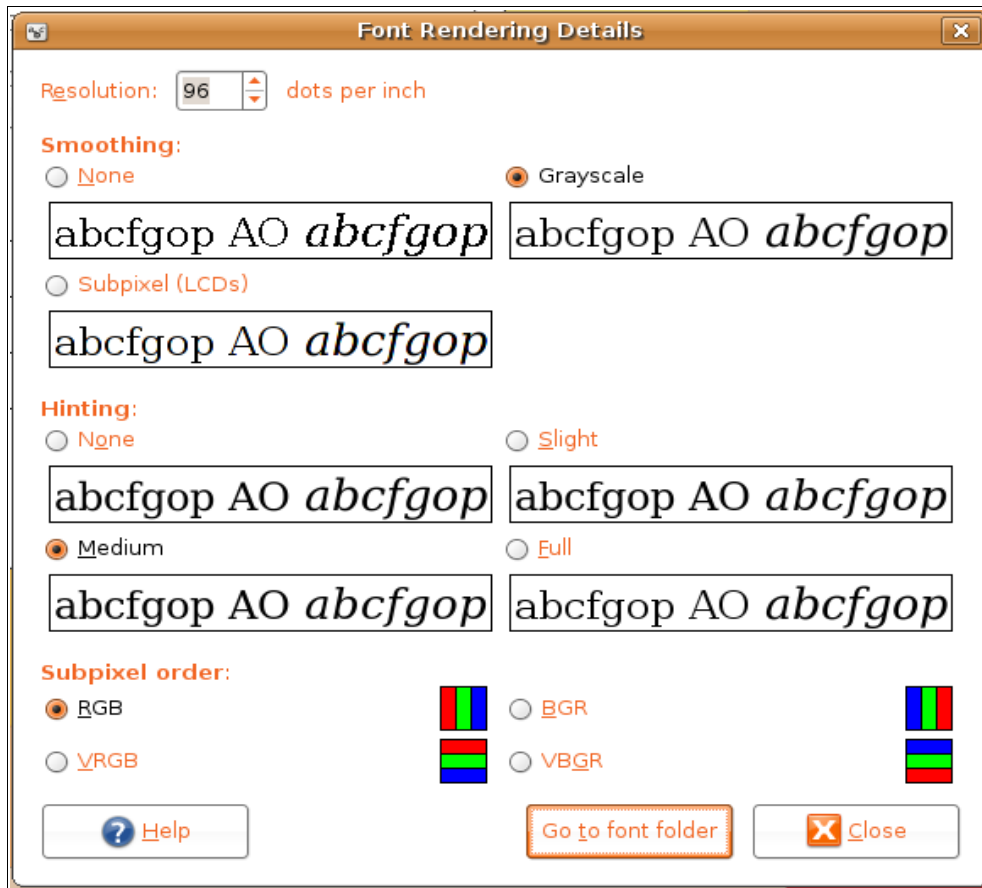 Font Rendering Details
Resolution: 96 dots per inch
Smoothing:
None
Grayscale
abcfgop AO abcfgop
abcfgop AO abcfgop
Subpixel (LCDs)
abcfgop AO abcfgop
Hinting:
None
Slight
abcfgop AO abcfgop
abcfgop AO abcfgop
Medium
Full
abcfgop AO abcfgop
abcfgop AO abcfgop
Subpixel order:
RGB
BGR
VRGB
VBGR
Help
Go to font folder
Close